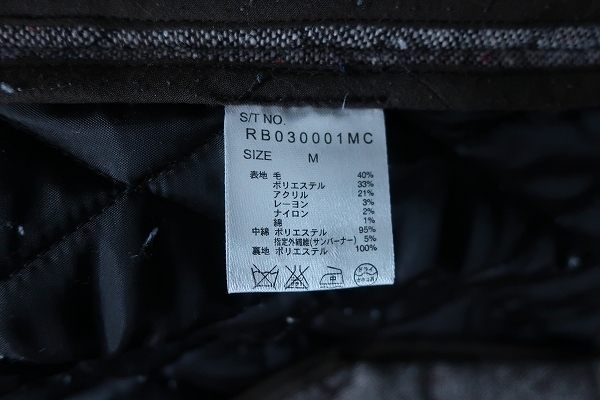 S/T NO.
RB030001MC
SIZE M
表地 毛 40%
ポリエステル 33%
アクリル 21%
レーヨン 3%
ナイロン 2%
綿 1%
中綿 ポリエステル 95%
指定外繊維(サンバーナー) 5%
裏地 ポリエステル 100%
ドライ